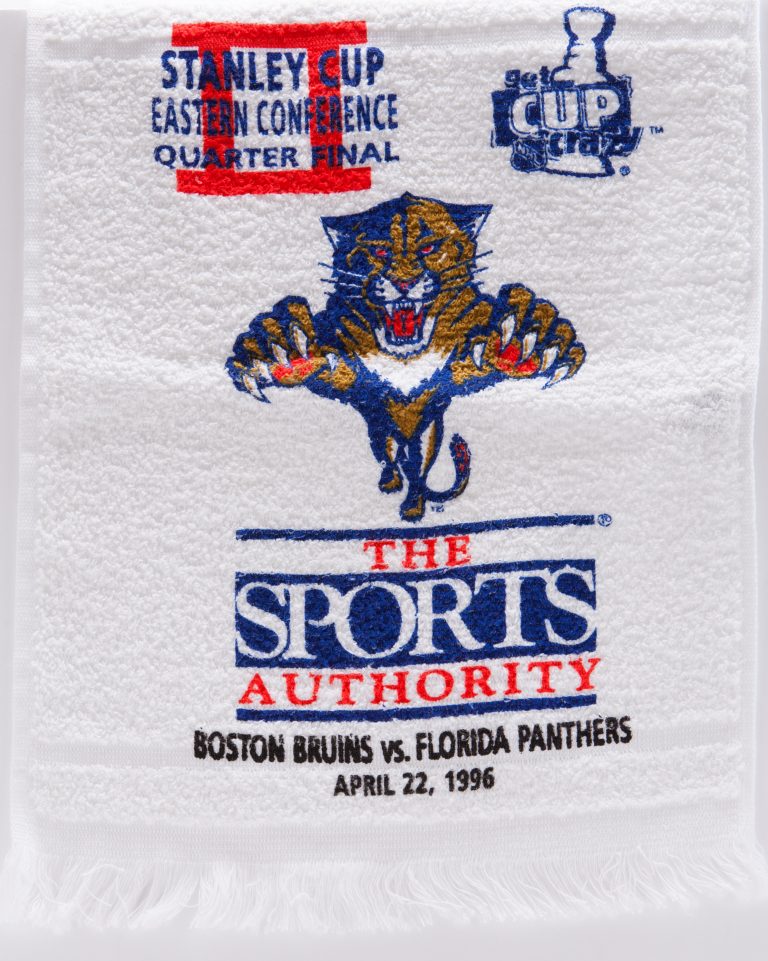 STANLEY CUP
EASTERN CONFERENCE
QUARTER FINAL
get
CUP
crazy™
®
THE
SPORTS
AUTHORITY
®
BOSTON BRUINS vs. FLORIDA PANTHERS
APRIL 22, 1996